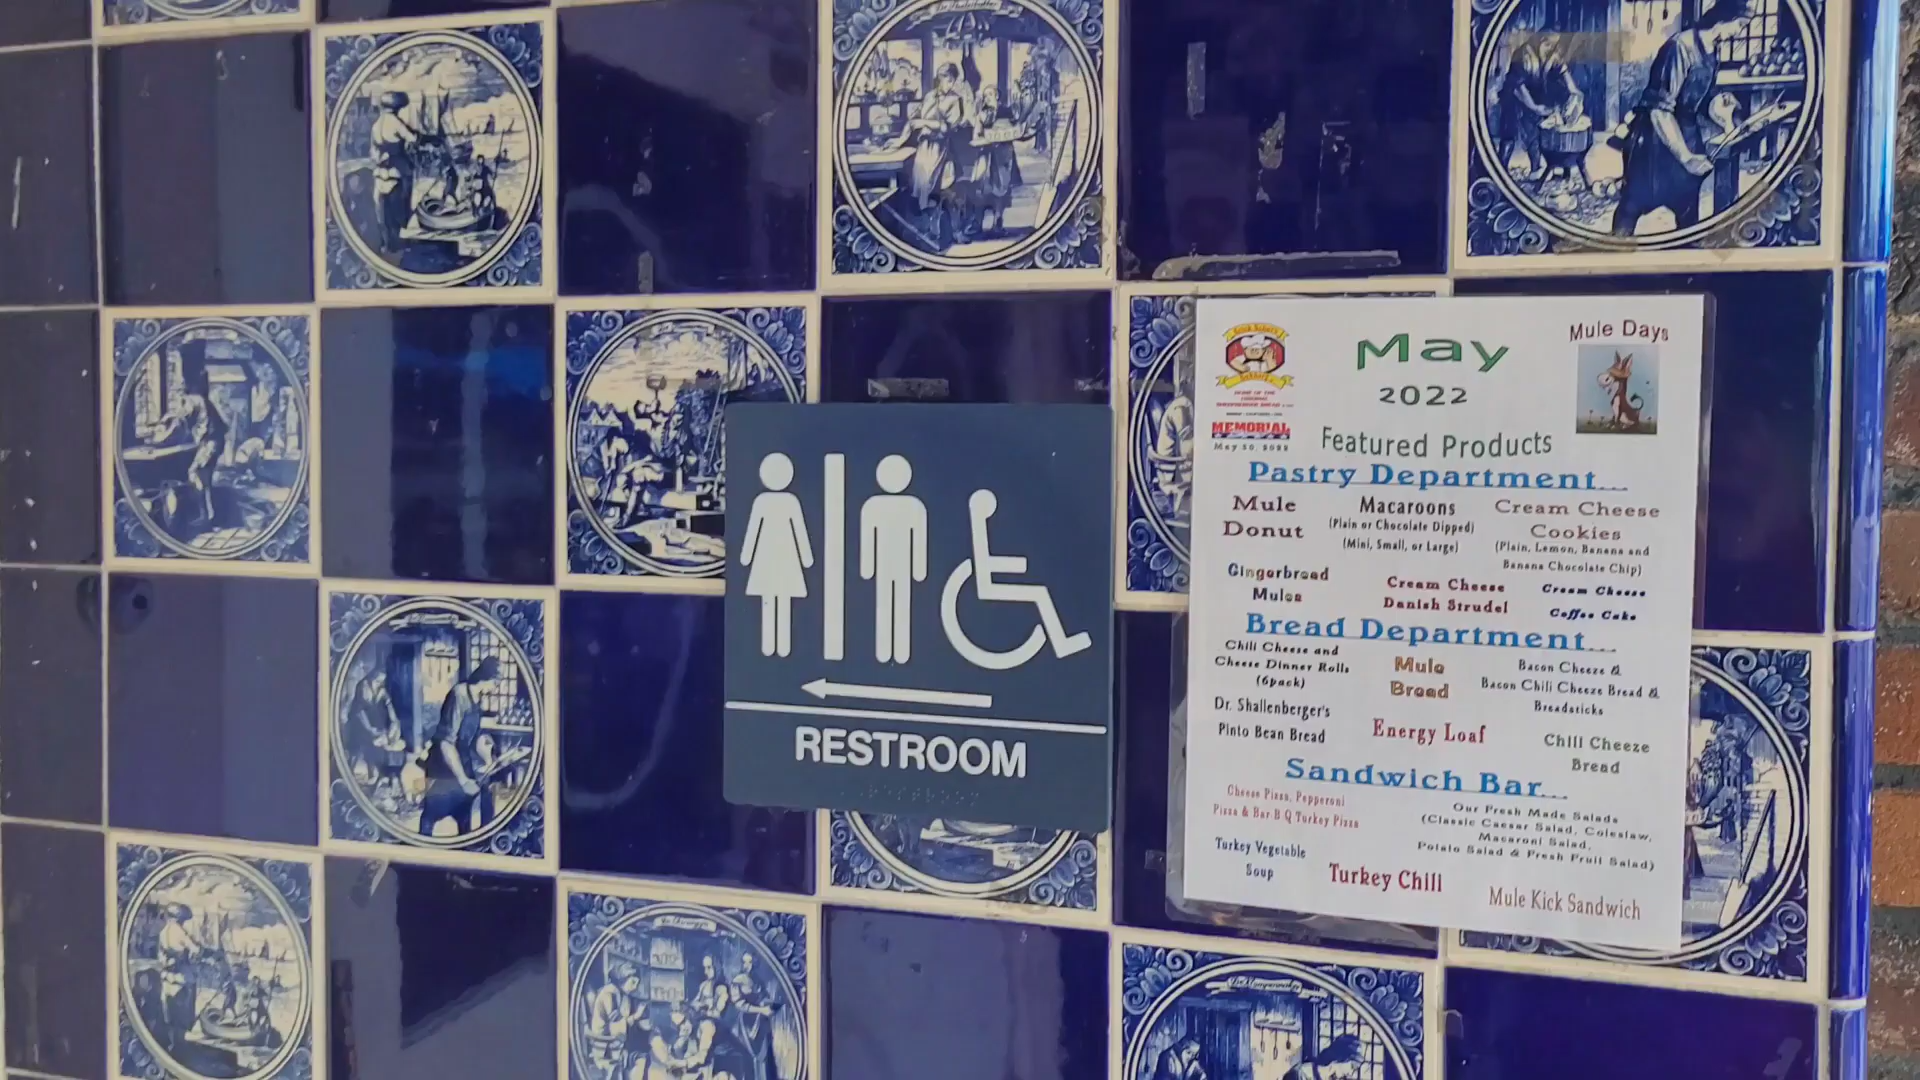 RESTROOM
Mule Days
May
2022
MEMORIAL
May 30, 2022
Featured Products
Pastry Department...
Mule
Donut
Macaroons
(Plain or Chocolate Dipped)
(Mini, Small, or Large)
Cream Cheese
Cookies
(Plain, Lemon, Banana and
Banana Chocolate Chip)
Gingerbread
Mules
Cream Cheese
Danish Strudel
Cream Cheese
Coffee Cake
Bread Department...
Chili Cheese and
Cheese Dinner Rolls
(6pack)
Mule
Bread
Bacon Cheeze &
Bacon Chili Cheeze Bread &
Breadsticks
Dr. Shallenberger's
Pinto Bean Bread
Energy Loaf
Chili Cheeze
Bread
Sandwich Bar...
Cheese Pizza, Pepperoni
Pizza & Bar B Q Turkey Pizza
Our Fresh Made Salads
(Classic Caesar Salad, Coleslaw,
Macaroni Salad,
Potato Salad & Fresh Fruit Salad)
Turkey Vegetable
Soup
Turkey Chili
Mule Kick Sandwich